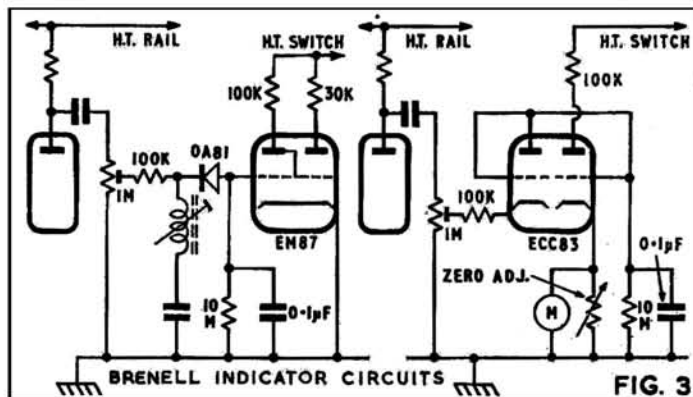 H.T. RAIL
H.T. SWITCH
H.T. RAIL
H.T. SWITCH
100K
30K
100K
100K
OA81
1M
EM87
100K
1M
ECC83
0·1µF
ZERO ADJ.
10
M
0·1µF
M
10
M
BRENELL INDICATOR CIRCUITS
FIG. 3